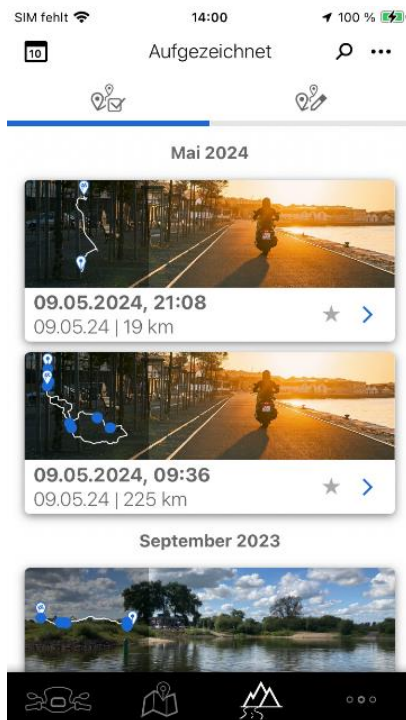 SIM fehlt 14:00 100 %
10 Aufgezeichnet
Mai 2024
09.05.2024, 21:08
09.05.24 | 19 km
09.05.2024, 09:36
09.05.24 | 225 km
September 2023